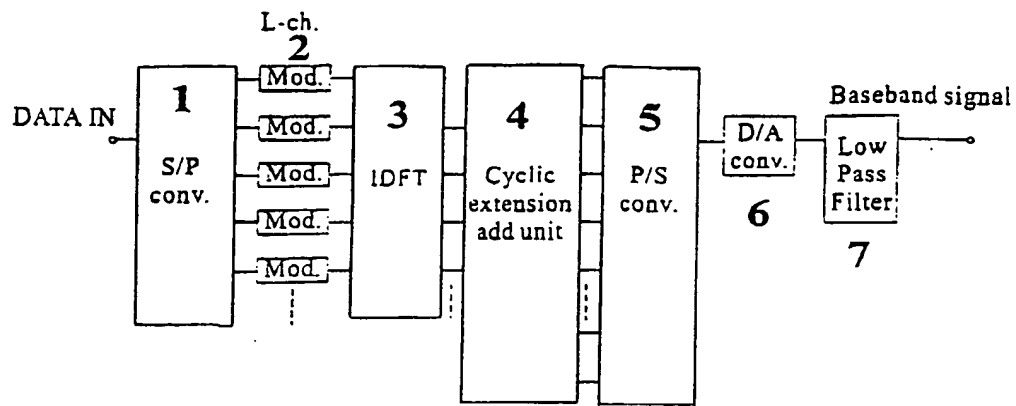 L-ch.
2
Mod.
Mod.
Mod.
Mod.
Mod.
DATA IN
1
S/P
conv.
3
IDFT
4
Cyclic
extension
add unit
5
P/S
conv.
D/A
conv.
6
Baseband signal
Low
Pass
Filter
7